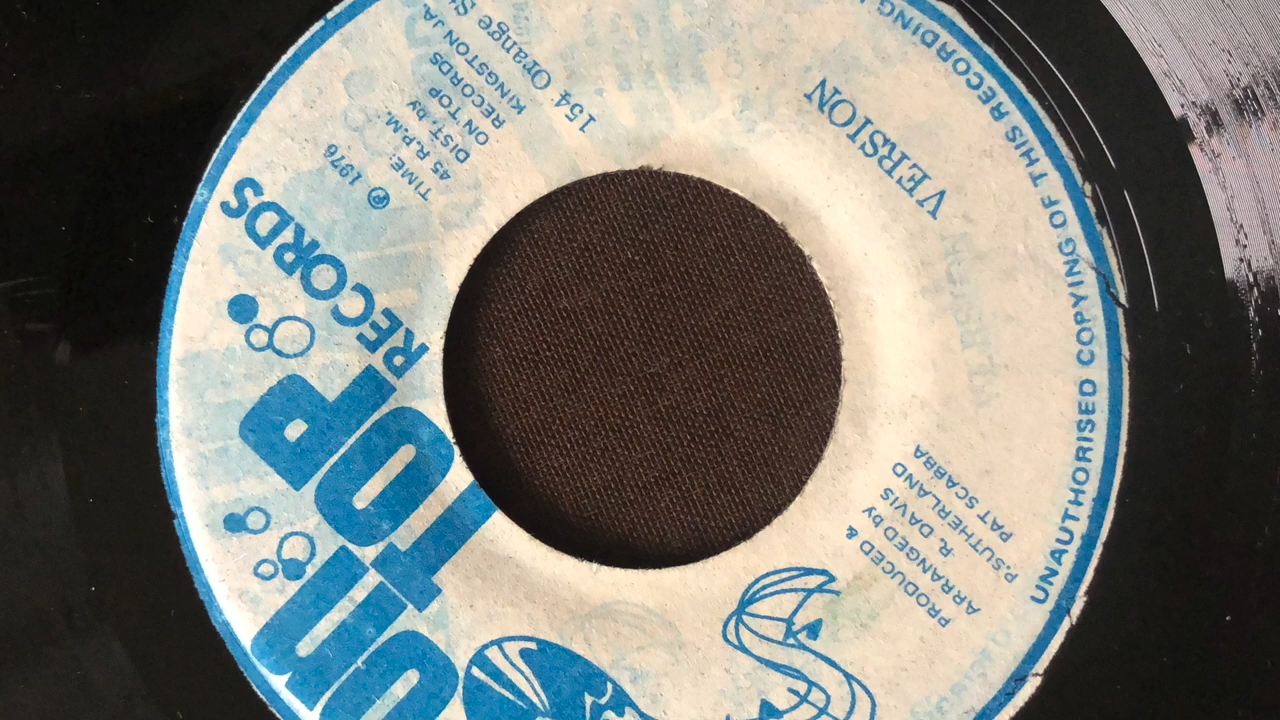 On
TOP
RECORDS
℗ 1976
TIME:
45 R.P.M.
DIST. by
ON TOP
RECORDS
KINGSTON JA.
154 Orange
VERSION
PRODUCED &
ARRANGED by
R. DAVIS
P. SUTHERLAND
PAT SCABBA
UNAUTHORISED COPYING OF THIS RECORDING